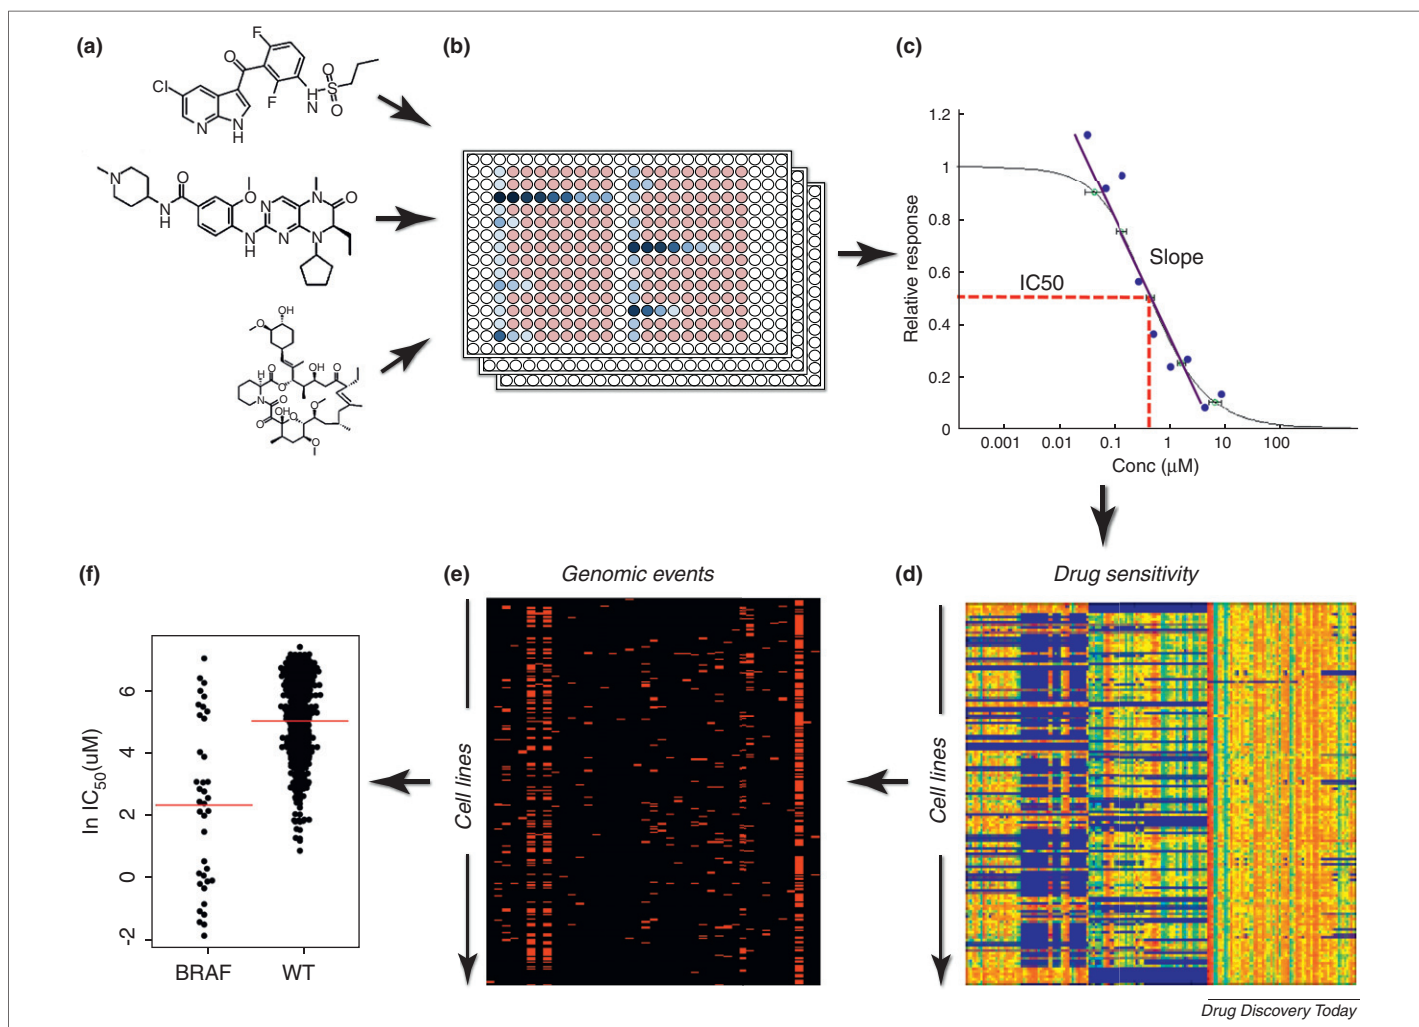 (a)
F
O
Cl
F
H
N
S
O
O
N
N
H
N
O
N
H
O
N
N
N
O
N
H
N
N
OH
O
H
O
O
OH
O
N
O
O
OH
O
O
O
(b)
(c)
1.2
1
0.8
0.6
0.4
0.2
0
Relative response
IC50
Slope
0.001 0.01 0.1 1 10 100
Conc (μM)
(d)
Drug sensitivity
Cell lines
(e)
Genomic events
Cell lines
(f)
ln IC50(uM)
6
4
2
0
-2
BRAF WT
Drug Discovery Today